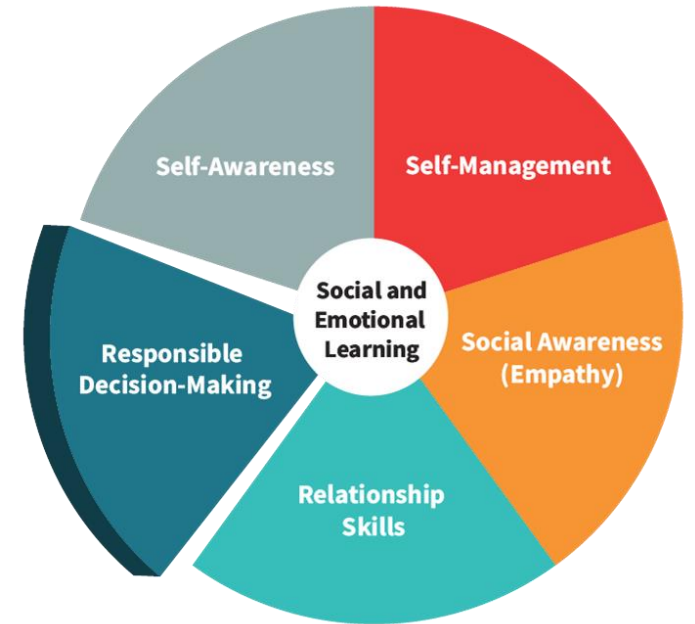 Self-Awareness
Self-Management
Social and
Emotional
Learning
Social Awareness
(Empathy)
Responsible
Decision-Making
Relationship
Skills